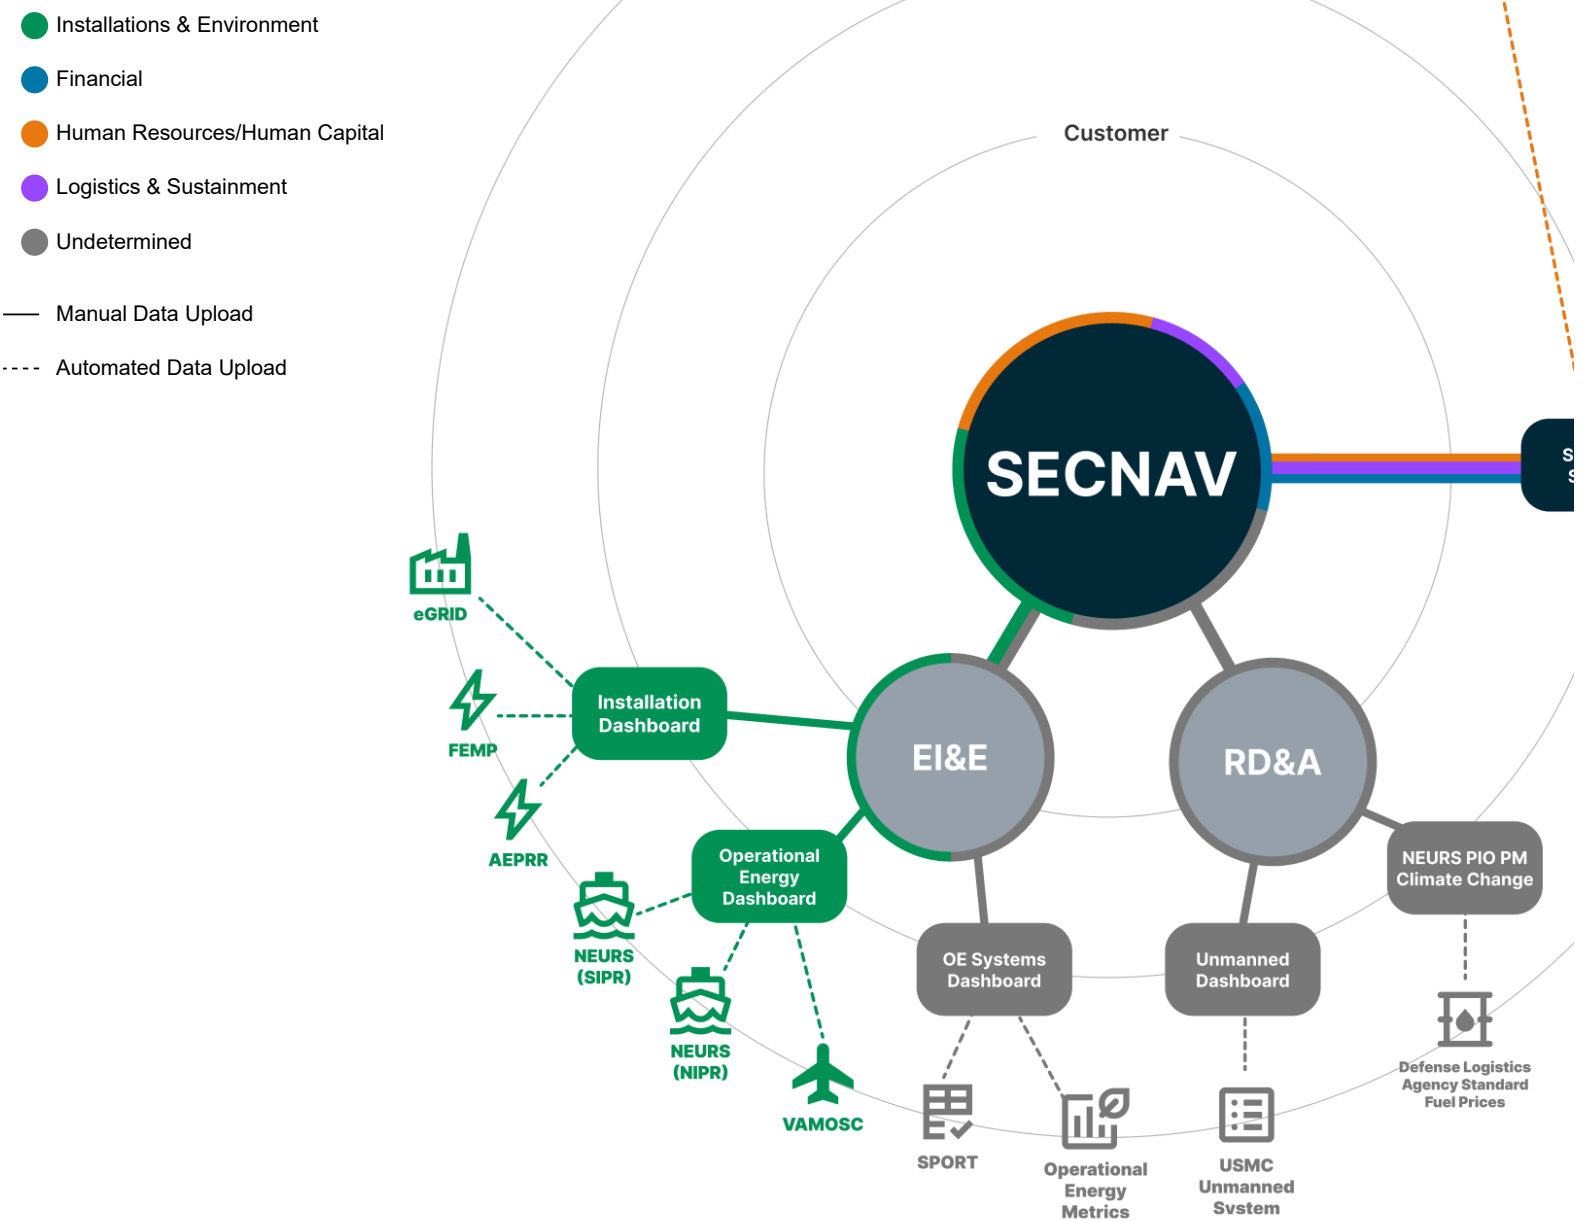 Installations & Environment
Financial
Human Resources/Human Capital
Logistics & Sustainment
Undetermined
Manual Data Upload
Automated Data Upload
Customer
SECNAV
S
S
eGRID
FEMP
AEPRR
Installation
Dashboard
EI&E
RD&A
Operational
Energy
Dashboard
NEURS PIO PM
Climate Change
NEURS
(SIPR)
NEURS
(NIPR)
VAMOSC
OE Systems
Dashboard
Unmanned
Dashboard
SPORT
Operational
Energy
Metrics
USMC
Unmanned
System
Defense Logistics
Agency Standard
Fuel Prices